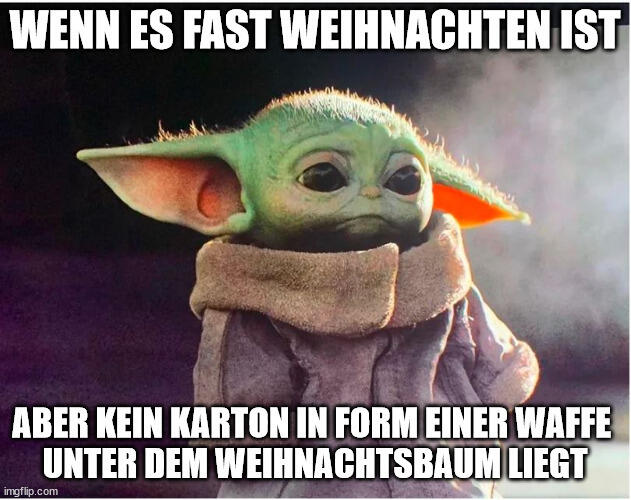 WENN ES FAST WEIHNACHTEN IST
ABER KEIN KARTON IN FORM EINER WAFFE
UNTER DEM WEIHNACHTSBAUM LIEGT
imgflip.com